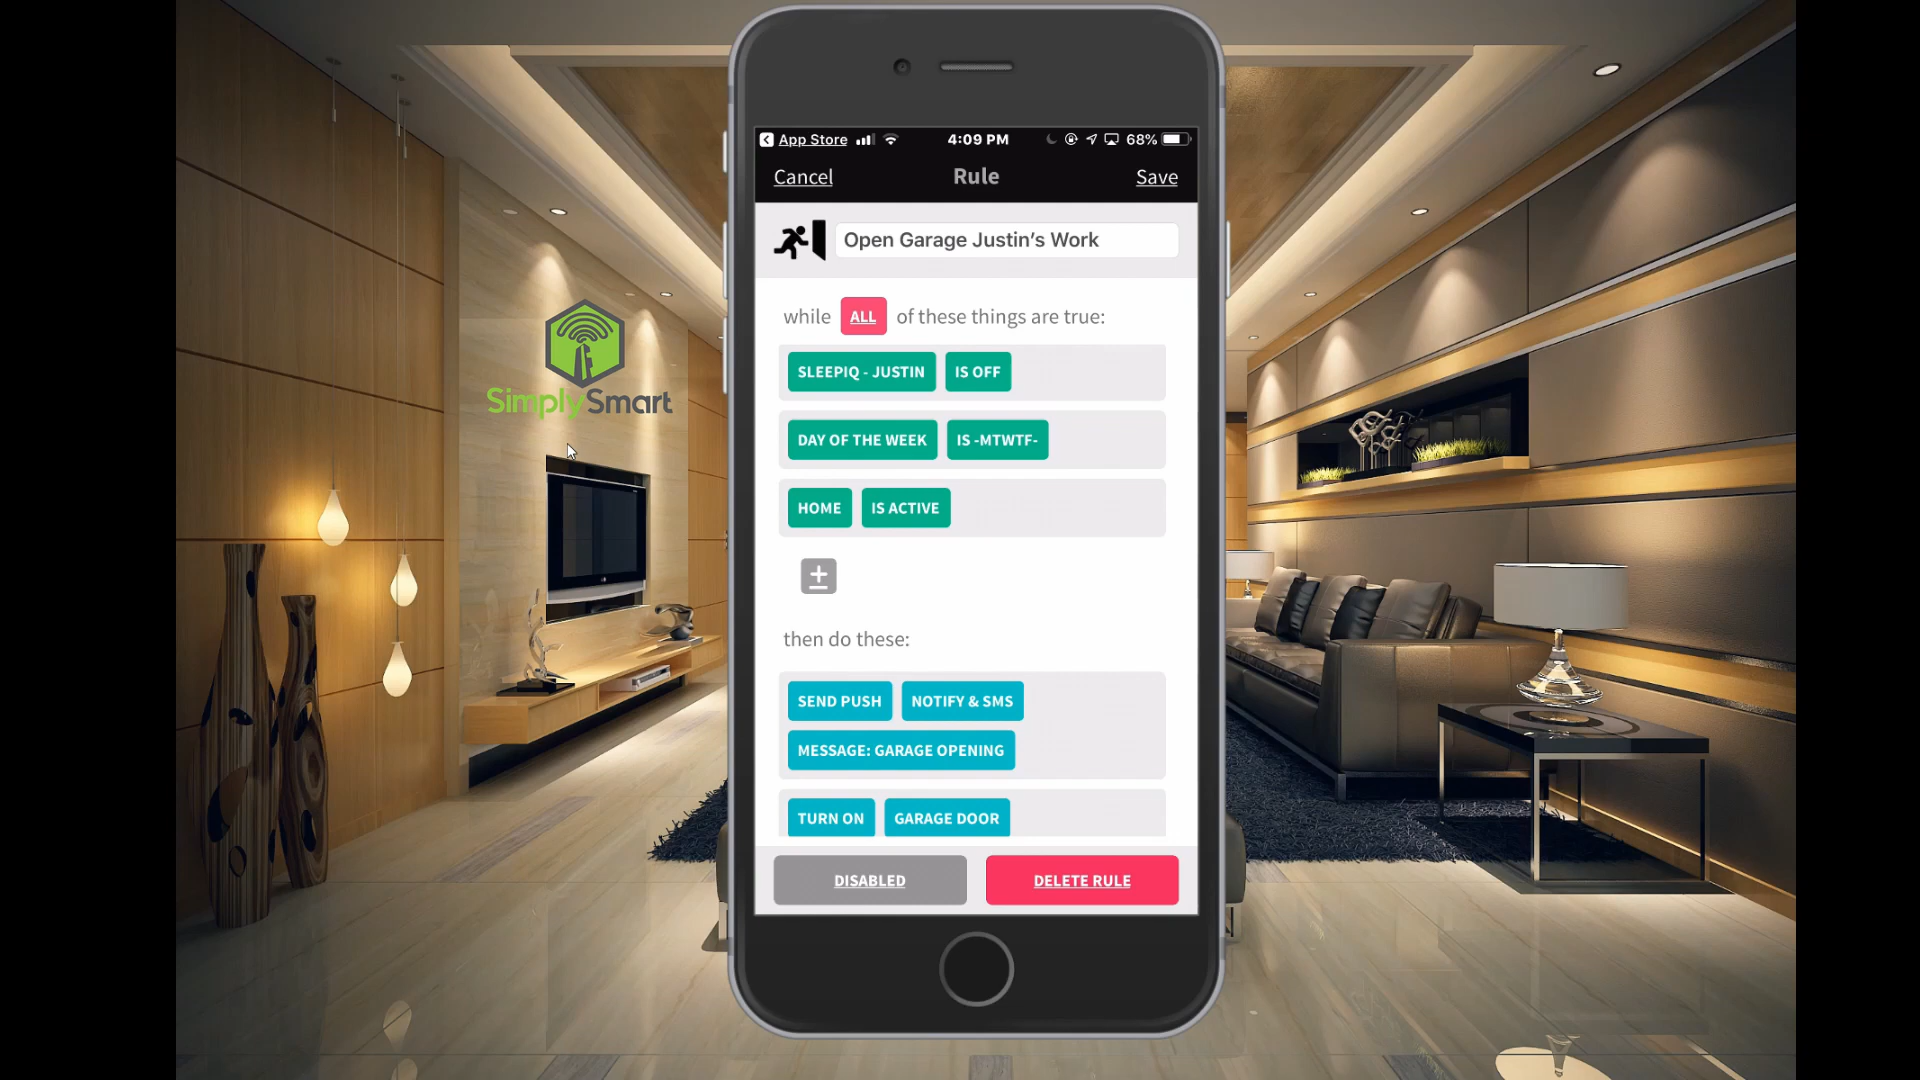 App Store 4:09 PM 68%
Cancel Rule Save
Open Garage Justin's Work
while ALL of these things are true:
SLEEPIQ - JUSTIN IS OFF
DAY OF THE WEEK IS -MTWTF-
HOME IS ACTIVE
then do these:
SEND PUSH NOTIFY & SMS
MESSAGE: GARAGE OPENING
TURN ON GARAGE DOOR
DISABLED DELETE RULE
SimplySmart